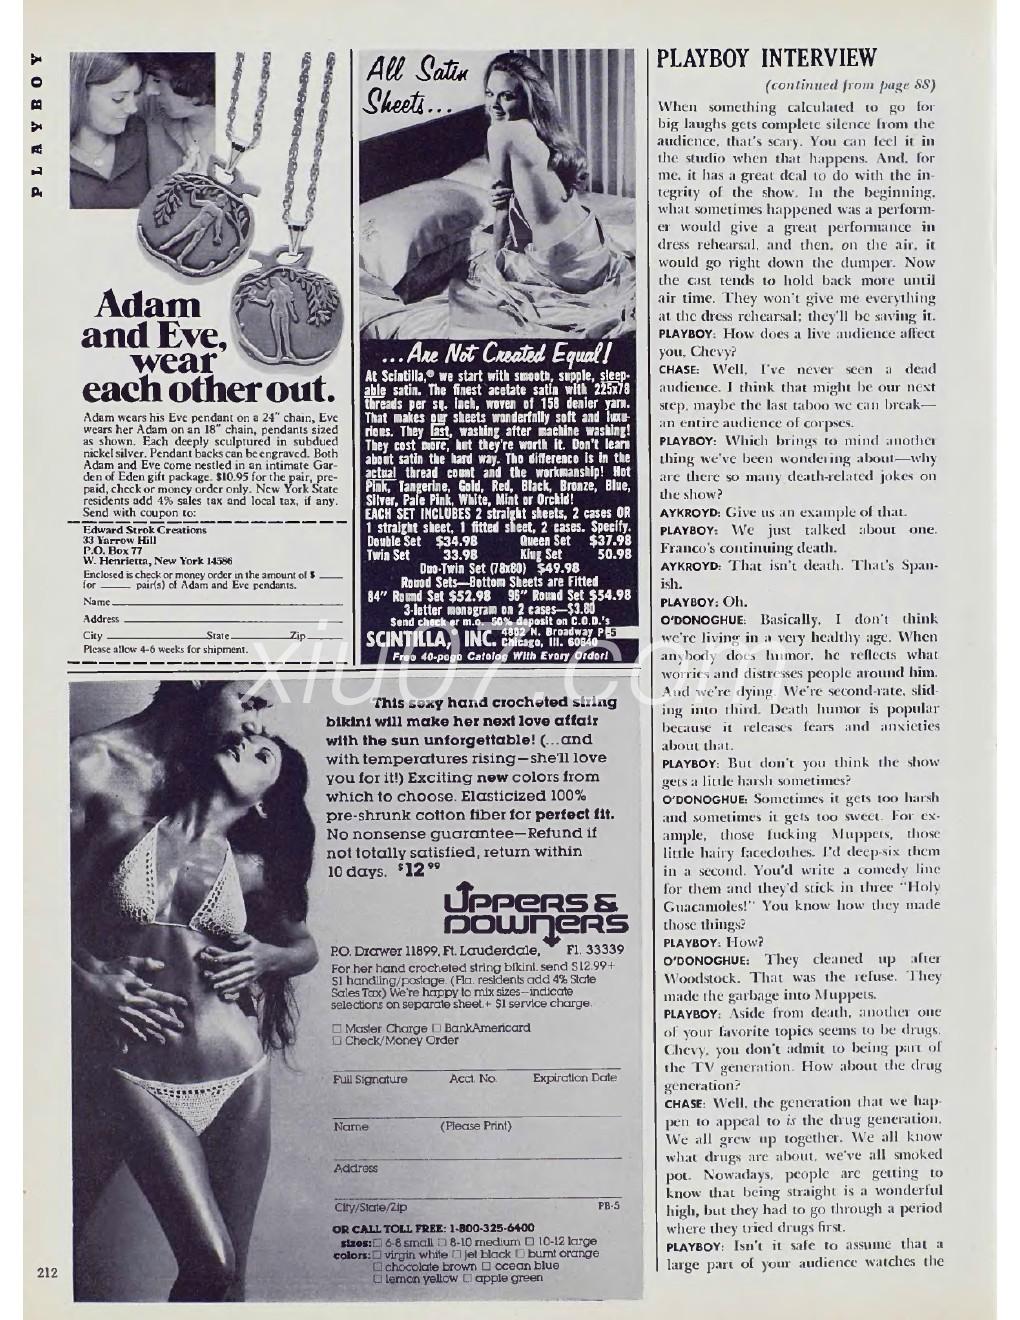 PLAYBOY
Adam
and Eve,
wear
each other out.
Adam wears his Eve pendant on a 24" chain, Eve
wears her Adam on an 18" chain, pendants sized
as shown. Each deeply sculptured in subdued
nickel silver. Pendant backs can be engraved. Both
Adam and Eve come nestled in an intimate Gar-
den of Eden gift package. $10.95 for the pair, pre-
paid, check or money order only. New York State
residents add 4% sales tax and local tax, if any.
Send with coupon to:
Edward Strok Creations
33 Yarrow Hill
P.O. Box 77
W. Henrietta, New York 14586
Enclosed is check or money order in the amount of $
for pair(s) of Adam and Eve pendants.
Name
Address
City State Zip
Please allow 4-6 weeks for shipment.
All Satin
Sheets...
...Are Not Created Equal!
At Scintilla,® we start with smooth, supple, sleep-
able satin. The finest acetate satin with 225x78
threads per sq. inch, woven of 150 denier yarn.
That makes our sheets wonderfully soft and luxu-
rious. They last, washing after machine washing!
They cost more, but they're worth it. Don't learn
about satin the hard way. The difference is in the
actual thread count and the workmanship! Hot
Pink, Tangerine, Gold, Red, Black, Bronze, Blue,
Silver, Pale Pink, White, Mint or Orchid!
EACH SET INCLUDES 2 straight sheets, 2 cases OR
1 straight sheet, 1 fitted sheet, 2 cases. Specify.
Double Set $34.98 Queen Set $37.98
Twin Set 33.98 King Set 50.98
Duo-Twin Set (78x80) $49.98
Round Sets—Bottom Sheets are Fitted
84" Round Set $52.98 96" Round Set $54.98
3-letter monogram on 2 cases—$3.80
Send check or m.o. 50% deposit on C.O.D.'s
SCINTILLA, INC. 4802 N. Broadway P-5
Chicago, Ill. 60640
Free 40-page Catalog With Every Order!
This sexy hand crocheted string
bikini will make her next love affair
with the sun unforgettable! (...and
with temperatures rising—she'll love
you for it!) Exciting new colors from
which to choose. Elasticized 100%
pre-shrunk cotton fiber for perfect fit.
No nonsense guarantee—Refund if
not totally satisfied, return within
10 days. $12.99
UPPERS &
DOWNERS
P.O. Drawer 11899, Ft. Lauderdale, Fl. 33339
For her hand crocheted string bikini, send $12.99+
$1 handling/postage. (Fla. residents add 4% State
Sales Tax) We're happy to mix sizes—indicate
selections on separate sheet + $1 service charge.
□ Master Charge □ BankAmericard
□ Check/Money Order
Full Signature Acct. No. Expiration Date
Name (Please Print)
Address
City/State/Zip PB-5
OR CALL TOLL FREE: 1-800-325-6400
sizes: □ 6-8 small □ 8-10 medium □ 10-12 large
colors: □ virgin white □ jet black □ burnt orange
□ chocolate brown □ ocean blue
□ lemon yellow □ apple green
212
PLAYBOY INTERVIEW
(continued from page 88)
When something calculated to go for
big laughs gets complete silence from the
audience, that's scary. You can feel it in
the studio when that happens. And, for
me, it has a great deal to do with the in-
tegrity of the show. In the beginning,
what sometimes happened was a perform-
er would give a great performance in
dress rehearsal, and then, on the air, it
would go right down the dumper. Now
the cast tends to hold back more until
air time. They won't give me everything
at the dress rehearsal; they'll be saving it.
PLAYBOY: How does a live audience affect
you, Chevy?
CHASE: Well, I've never seen a dead
audience. I think that might be our next
step, maybe the last taboo we can break—
an entire audience of corpses.
PLAYBOY: Which brings to mind another
thing we've been wondering about—why
are there so many death-related jokes on
the show?
AYKROYD: Give us an example of that.
PLAYBOY: We just talked about one.
Franco's continuing death.
AYKROYD: That isn't death. That's Span-
ish.
PLAYBOY: Oh.
O'DONOGHUE: Basically, I don't think
we're living in a very healthy age. When
anybody does humor, he reflects what
worries and distresses people around him.
And we're dying. We're second-rate, slid-
ing into third. Death humor is popular
because it releases fears and anxieties
about that.
PLAYBOY: But don't you think the show
gets a little harsh sometimes?
O'DONOGHUE: Sometimes it gets too harsh
and sometimes it gets too sweet. For ex-
ample, those fucking Muppets, those
little hairy facecloths. I'd deep-six them
in a second. You'd write a comedy line
for them and they'd stick in three "Holy
Guacamoles!" You know how they made
those things?
PLAYBOY: How?
O'DONOGHUE: They cleaned up after
Woodstock. That was the refuse. They
made the garbage into Muppets.
PLAYBOY: Aside from death, another one
of your favorite topics seems to be drugs.
Chevy, you don't admit to being part of
the TV generation. How about the drug
generation?
CHASE: Well, the generation that we hap-
pen to appeal to is the drug generation.
We all grew up together. We all know
what drugs are about, we've all smoked
pot. Nowadays, people are getting to
know that being straight is a wonderful
high, but they had to go through a period
where they tried drugs first.
PLAYBOY: Isn't it safe to assume that a
large part of your audience watches the
xiu07.com